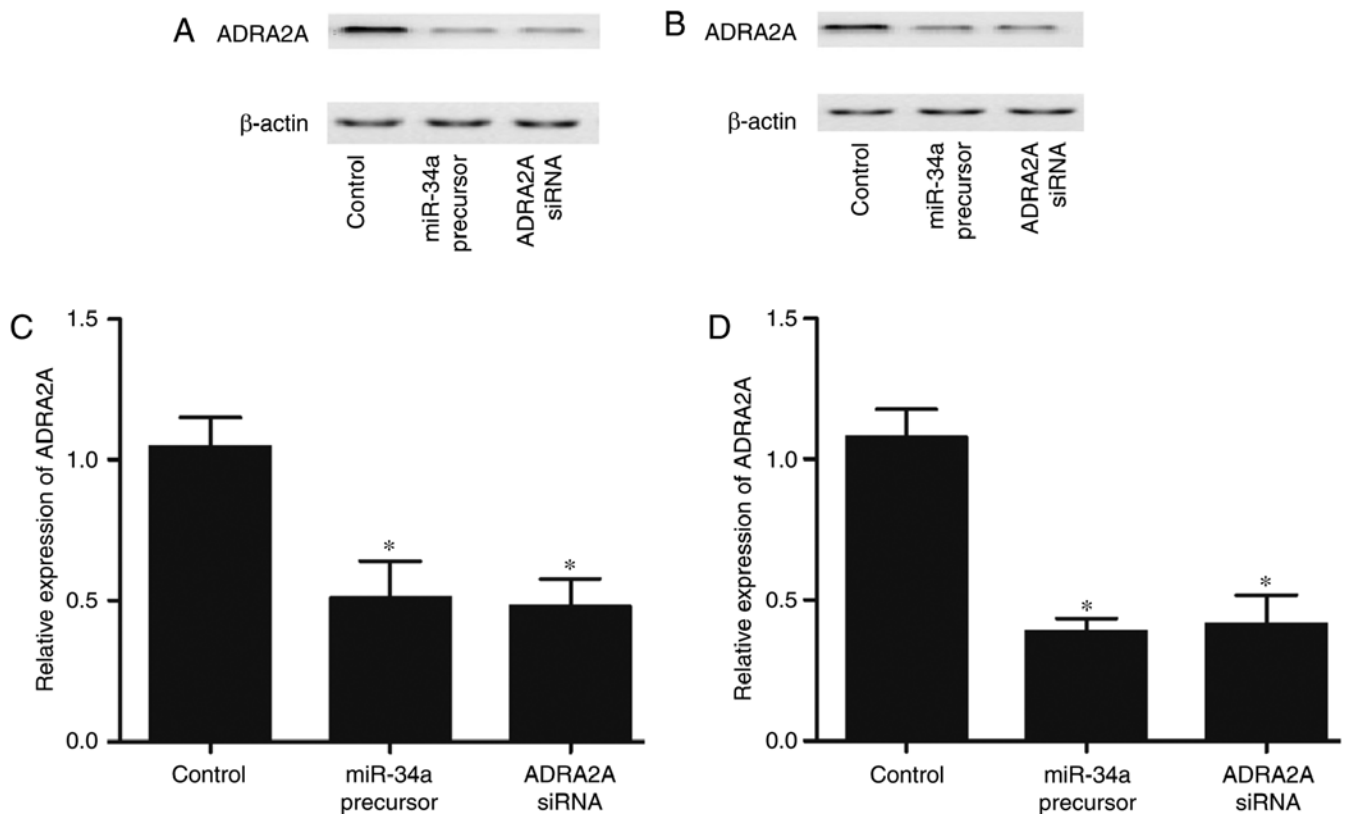 A
ADRA2A
β-actin
Control
miR-34a
precursor
ADRA2A
siRNA
B
ADRA2A
β-actin
Control
miR-34a
precursor
ADRA2A
siRNA
C
Relative expression of ADRA2A
1.5
1.0
0.5
0.0
*
*
Control
miR-34a
precursor
ADRA2A
siRNA
D
Relative expression of ADRA2A
1.5
1.0
0.5
0.0
*
*
Control
miR-34a
precursor
ADRA2A
siRNA